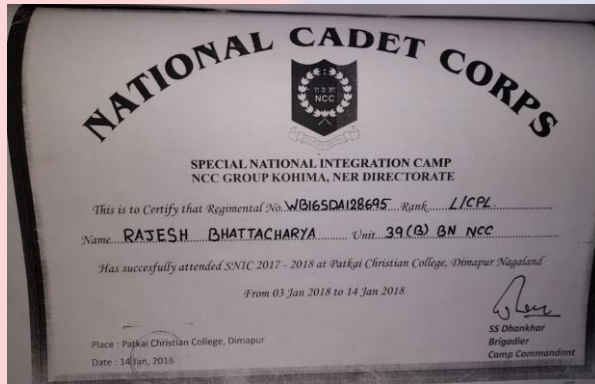 NATIONAL CADET CORPS
NCC
SPECIAL NATIONAL INTEGRATION CAMP
NCC GROUP KOHIMA, NER DIRECTORATE
This is to Certify that Regimental No. WB16SDA128695 Rank L/CPL
Name RAJESH BHATTACHARYA Unit 39(B) BN NCC
Has succesfully attended SNIC 2017 - 2018 at Patkai Christian College, Dimapur Nagaland
From 03 Jan 2018 to 14 Jan 2018
SS Dhankhar
Brigadier
Camp Commandant
Place : Patkai Christian College, Dimapur
Date : 14 Jan, 2018